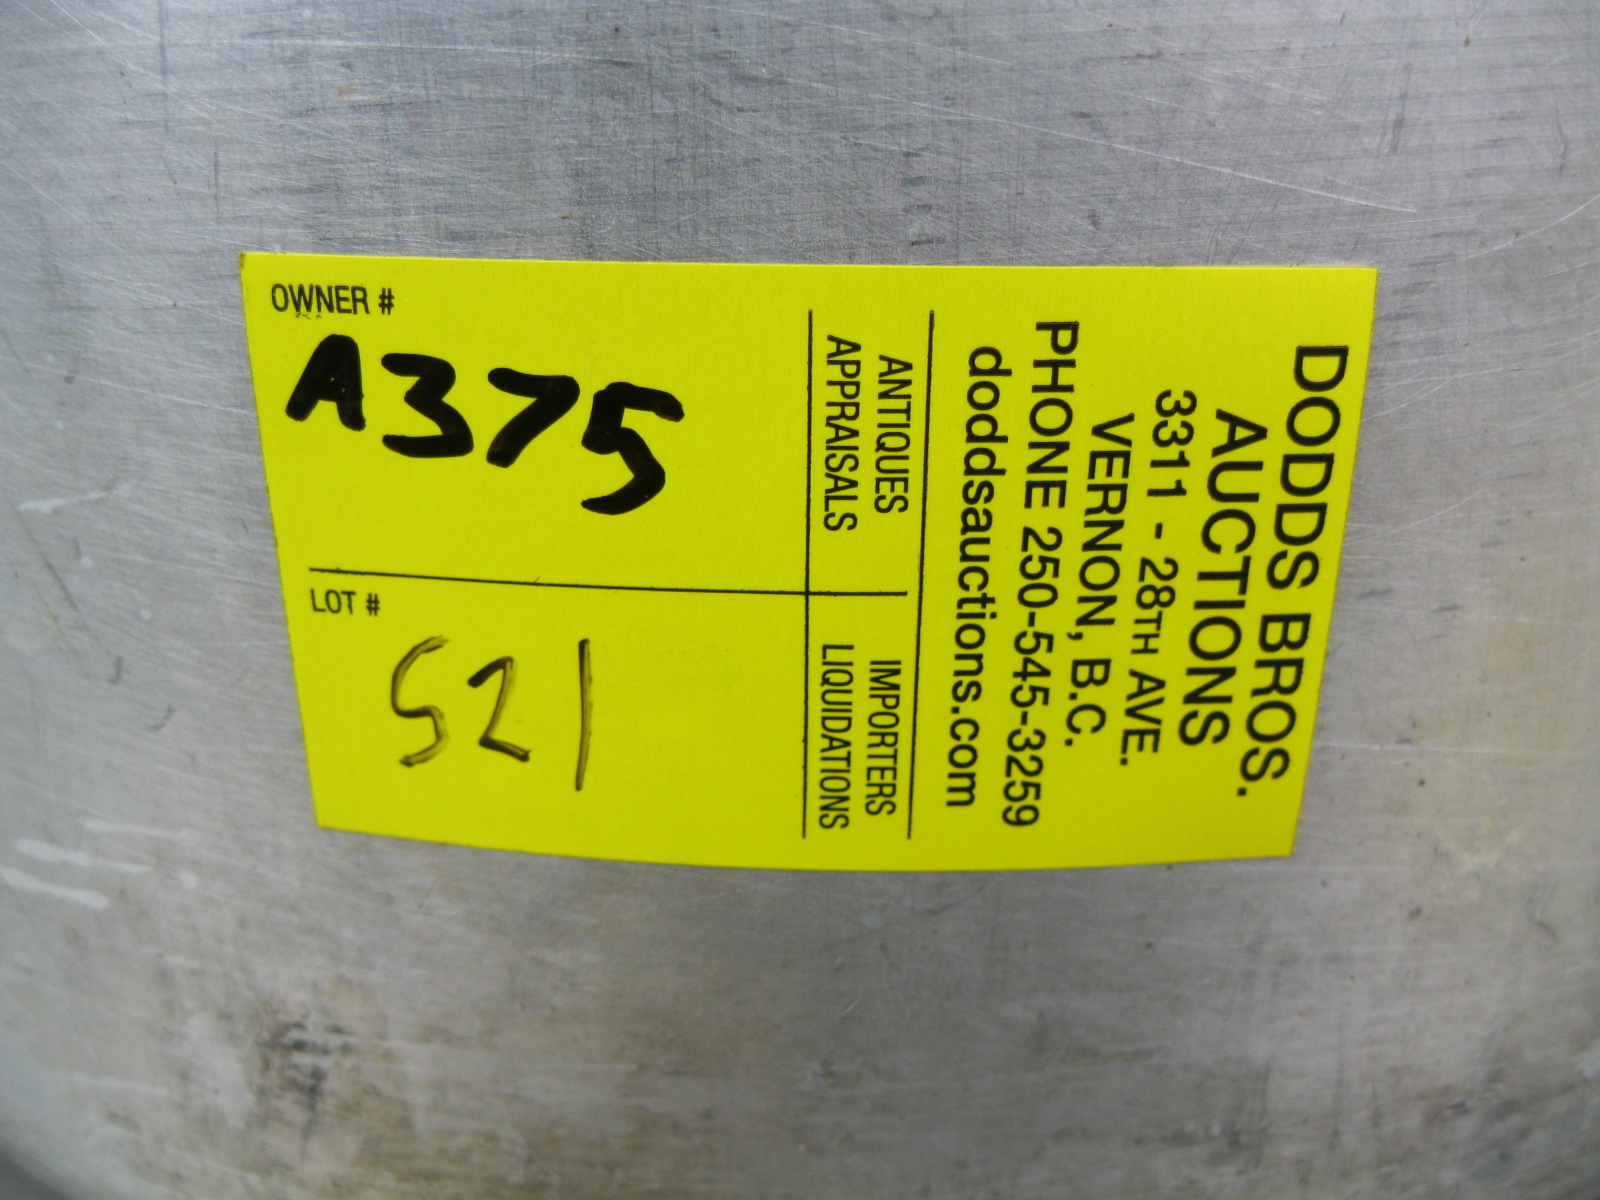 DODDS BROS.
AUCTIONS
3311 - 28TH AVE.
VERNON, B.C.
PHONE 250-545-3259
doddsauctions.com
ANTIQUES
APPRAISALS
IMPORTERS
LIQUIDATIONS
OWNER #
A375
LOT #
521